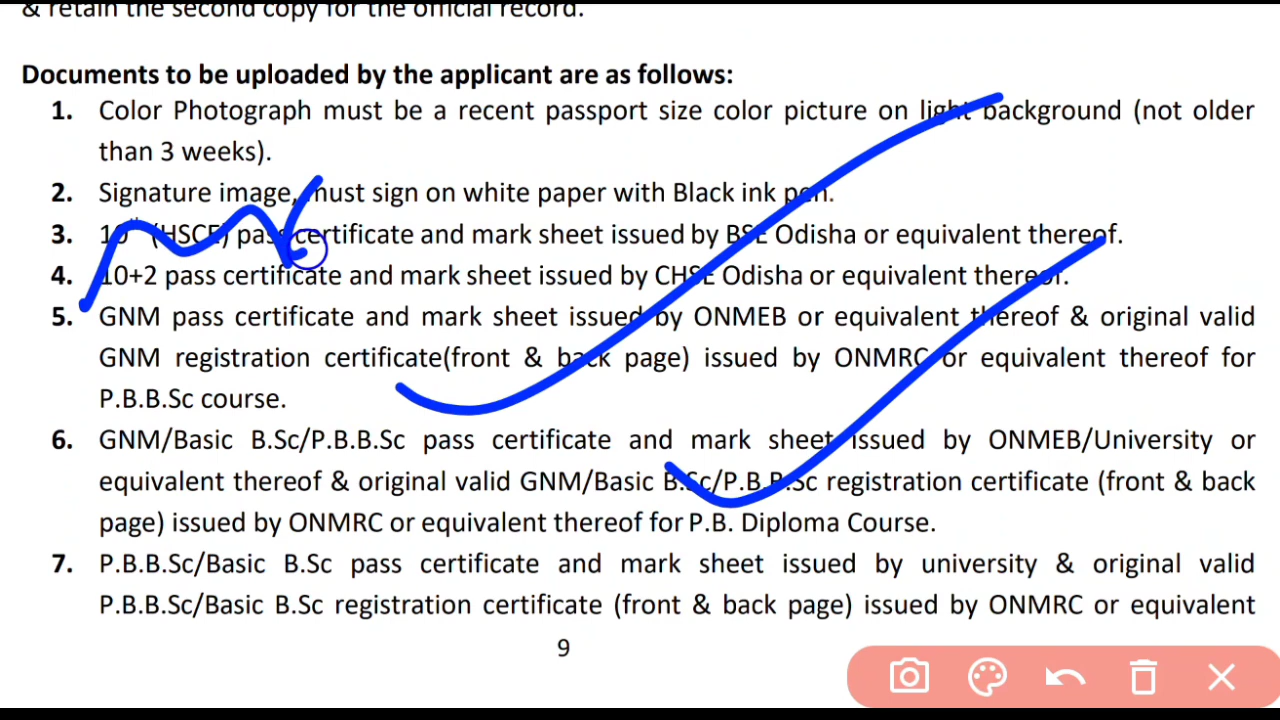 & retain the second copy for the official record.
Documents to be uploaded by the applicant are as follows:
1. Color Photograph must be a recent passport size color picture on light background (not older
than 3 weeks).
2. Signature image, must sign on white paper with Black ink pen.
3. 10th (HSCE) pass certificate and mark sheet issued by BSE Odisha or equivalent thereof.
4. 10+2 pass certificate and mark sheet issued by CHSE Odisha or equivalent thereof.
5. GNM pass certificate and mark sheet issued by ONMEB or equivalent thereof & original valid
GNM registration certificate(front & back page) issued by ONMRC or equivalent thereof for
P.B.B.Sc course.
6. GNM/Basic B.Sc/P.B.B.Sc pass certificate and mark sheet issued by ONMEB/University or
equivalent thereof & original valid GNM/Basic B.Sc/P.B.B.Sc registration certificate (front & back
page) issued by ONMRC or equivalent thereof for P.B. Diploma Course.
7. P.B.B.Sc/Basic B.Sc pass certificate and mark sheet issued by university & original valid
P.B.B.Sc/Basic B.Sc registration certificate (front & back page) issued by ONMRC or equivalent
9